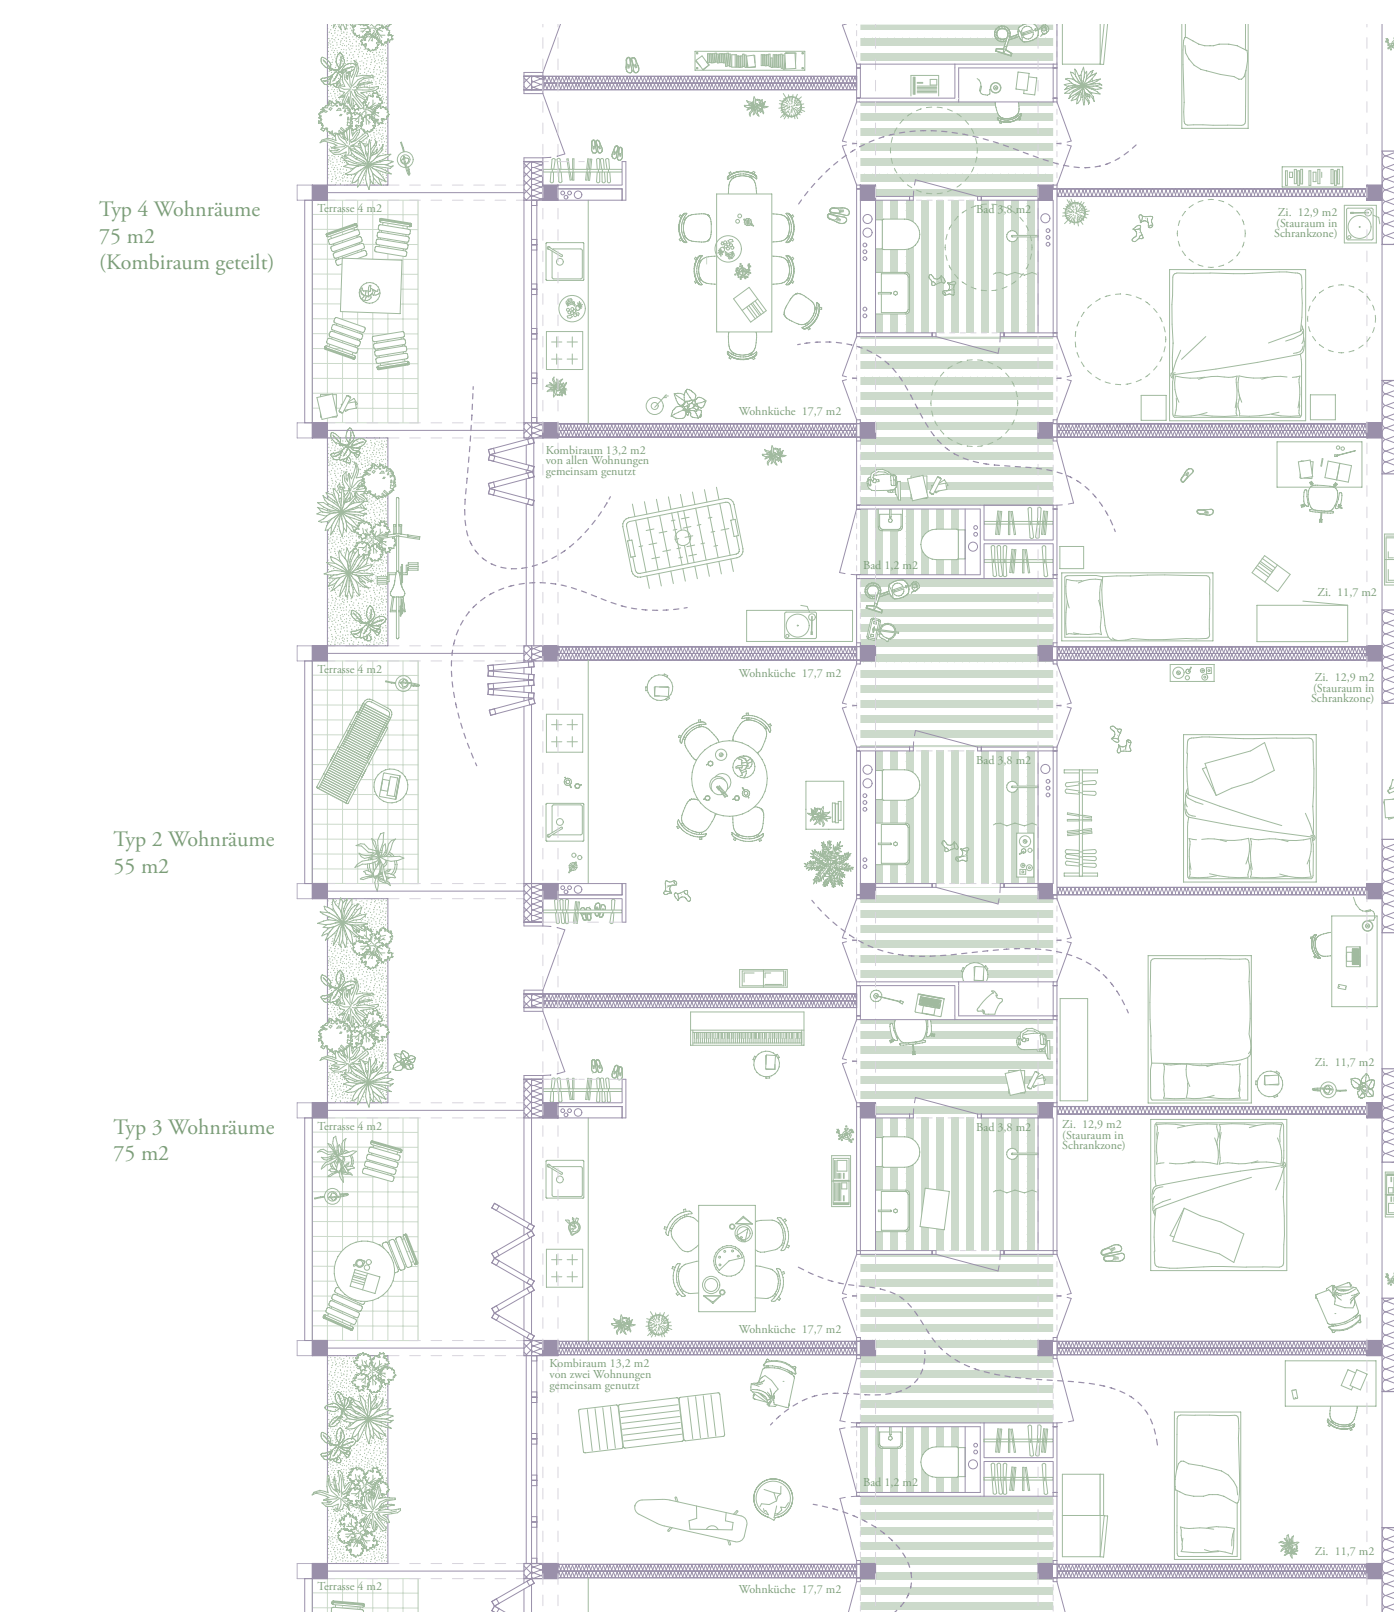 Terrasse 4 m2
Bad 3,8 m2
Typ 4 Wohnräume
75 m2
(Kombiraum geteilt)
Zi. 12,9 m2
(Stauraum in
Schrankzone)
Wohnküche 17,7 m2
Kombiraum 13,2 m2
von allen Wohnungen
gemeinsam genutzt
Bad 1,2 m2
Zi. 11,7 m2
Terrasse 4 m2
Wohnküche 17,7 m2
Zi. 12,9 m2
(Stauraum in
Schrankzone)
Bad 3,8 m2
Typ 2 Wohnräume
55 m2
Zi. 11,7 m2
Typ 3 Wohnräume
75 m2
Terrasse 4 m2
Bad 3,8 m2
Zi. 12,9 m2
(Stauraum in
Schrankzone)
Wohnküche 17,7 m2
Kombiraum 13,2 m2
von zwei Wohnungen
gemeinsam genutzt
Bad 1,2 m2
Zi. 11,7 m2
Terrasse 4 m2
Wohnküche 17,7 m2